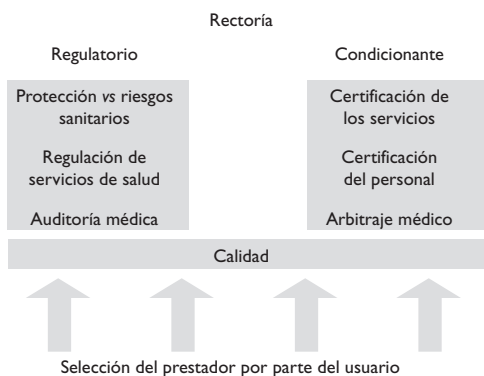 Rectoría
Regulatorio
Condicionante
Protección vs riesgos
sanitarios
Regulación de
servicios de salud
Auditoría médica
Certificación de
los servicios
Certificación
del personal
Arbitraje médico
Calidad
Selección del prestador por parte del usuario